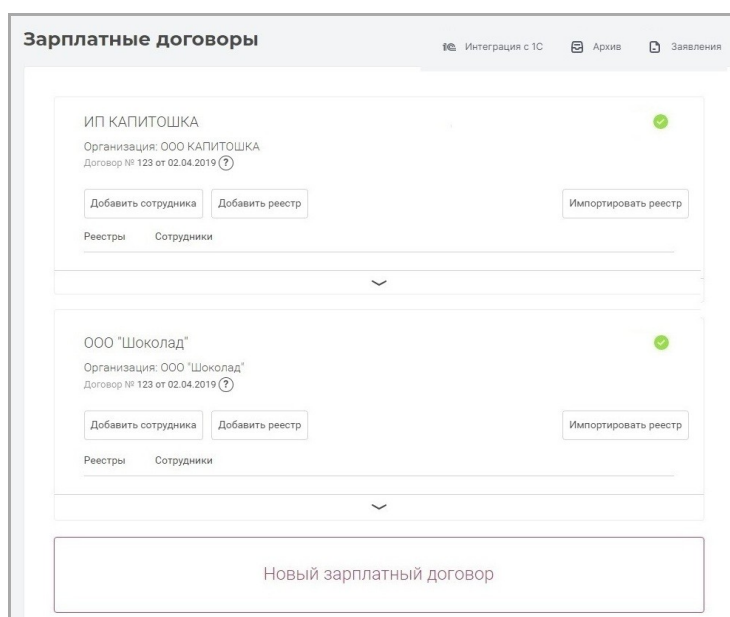 Зарплатные договоры
1С Интеграция с 1С Архив Заявления
ИП КАПИТОШКА
Организация: ООО КАПИТОШКА
Договор № 123 от 02.04.2019 ?
Добавить сотрудника Добавить реестр Импортировать реестр
Реестры Сотрудники
ООО "Шоколад"
Организация: ООО "Шоколад"
Договор № 123 от 02.04.2019 ?
Добавить сотрудника Добавить реестр Импортировать реестр
Реестры Сотрудники
Новый зарплатный договор